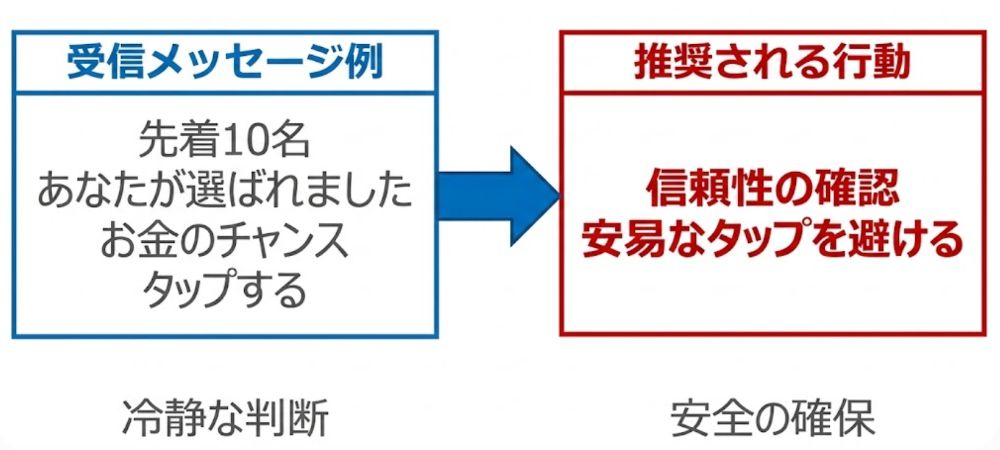 受信メッセージ例
先着10名
あなたが選ばれました
お金のチャンス
タップする
推奨される行動
信頼性の確認
安易なタップを避ける
冷静な判断
安全の確保